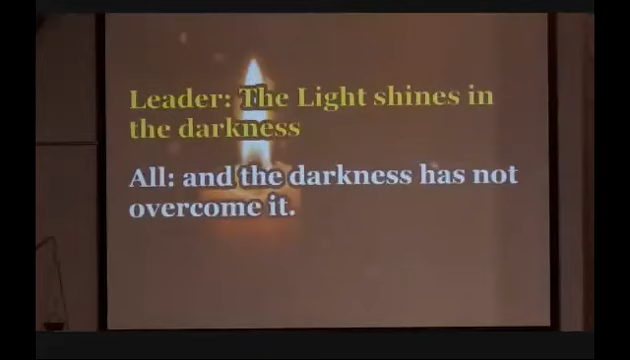 Leader: The Light shines in
the darkness
All: and the darkness has not
overcome it.